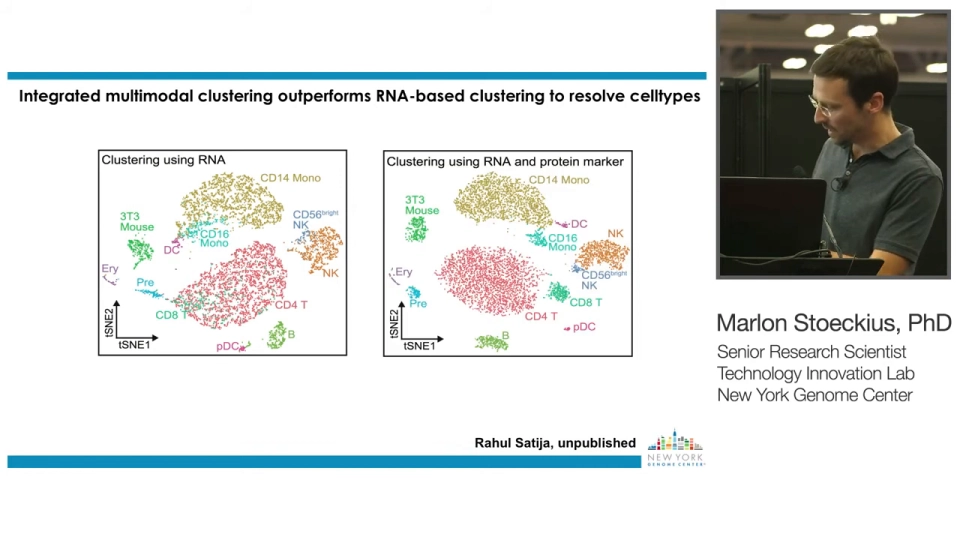 Integrated multimodal clustering outperforms RNA-based clustering to resolve celltypes
Clustering using RNA
CD14 Mono
3T3
Mouse
CD56bright
NK
CD16
Mono
DC
NK
Ery
Pre
CD8 T
CD4 T
B
pDC
tSNE2
tSNE1
Clustering using RNA and protein marker
CD14 Mono
3T3
Mouse
DC
CD16
Mono
NK
CD56bright
NK
Ery
Pre
CD8 T
CD4 T
pDC
B
tSNE2
tSNE1
Rahul Satija, unpublished
NEW YORK
GENOME CENTER
Marlon Stoeckius, PhD
Senior Research Scientist
Technology Innovation Lab
New York Genome Center